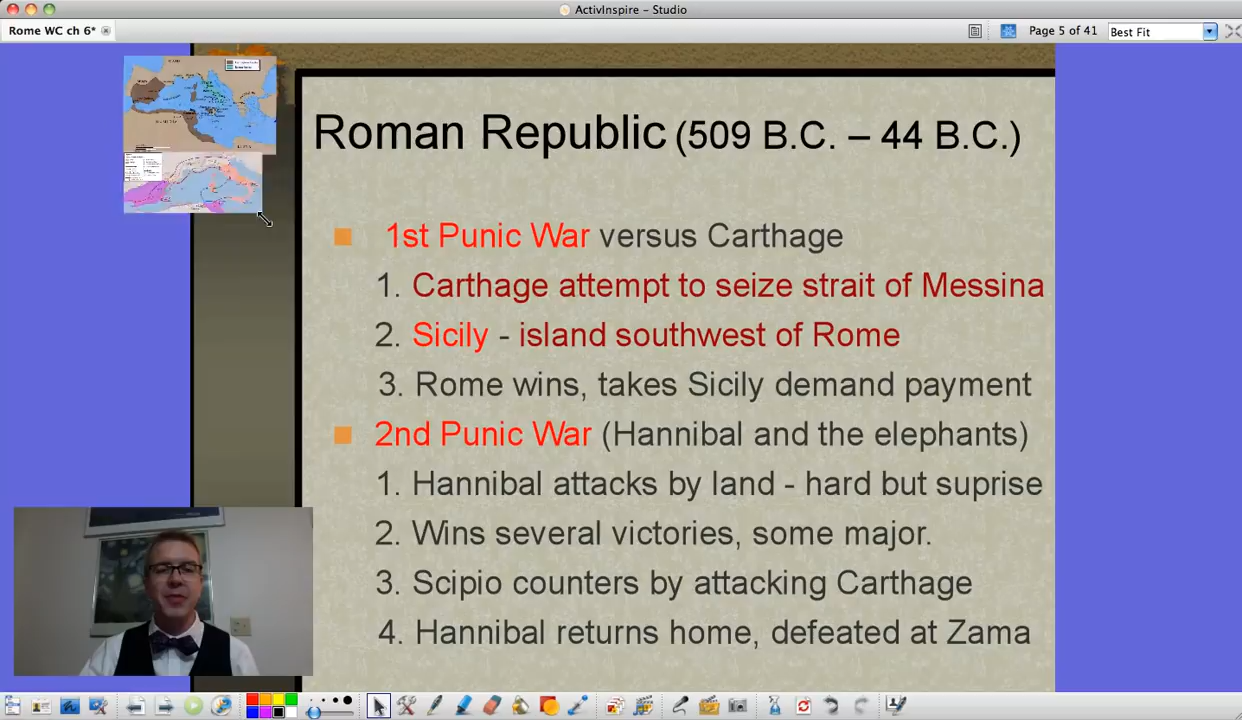 ActivInspire - Studio
Rome WC ch 6*
Page 5 of 41
Best Fit
Roman Republic (509 B.C. – 44 B.C.)
1st Punic War versus Carthage
1. Carthage attempt to seize strait of Messina
2. Sicily - island southwest of Rome
3. Rome wins, takes Sicily demand payment
2nd Punic War (Hannibal and the elephants)
1. Hannibal attacks by land - hard but suprise
2. Wins several victories, some major.
3. Scipio counters by attacking Carthage
4. Hannibal returns home, defeated at Zama